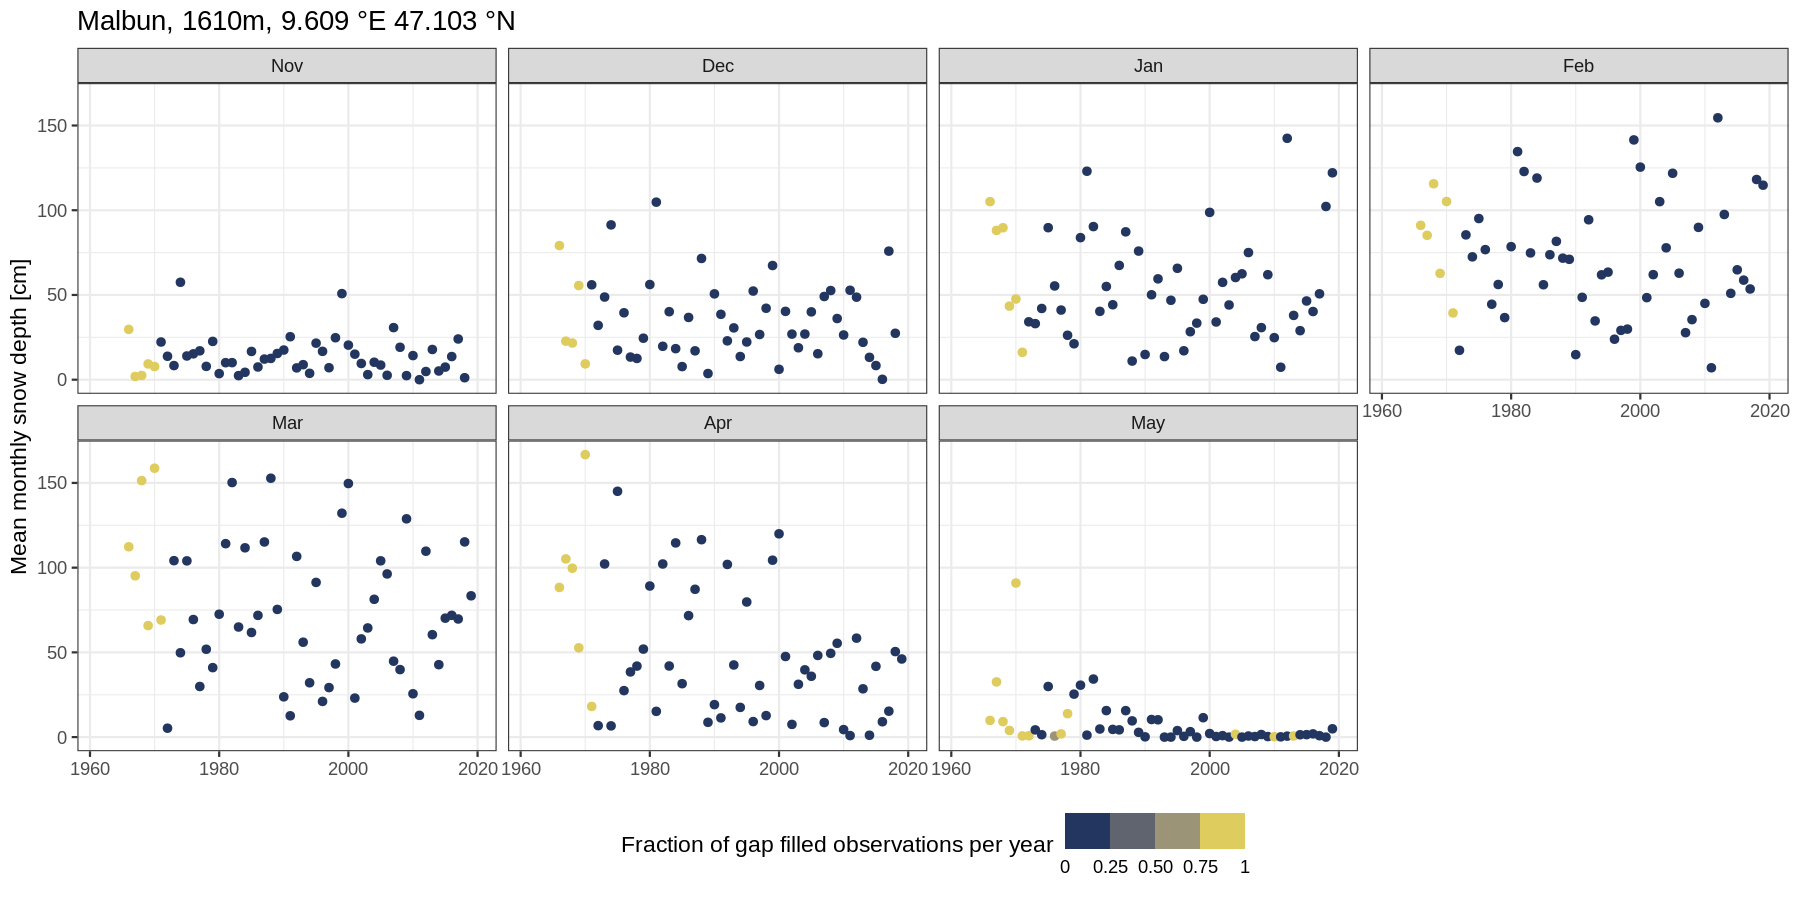 Malbun, 1610m, 9.609 °E 47.103 °N
Nov
Dec
Jan
Feb
150
100
50
0
1960
1980
2000
2020
Mar
Apr
May
150
100
50
0
1960
1980
2000
2020
1960
1980
2000
2020
1960
1980
2000
2020
Mean monthly snow depth [cm]
Fraction of gap filled observations per year
0
0.25
0.50
0.75
1